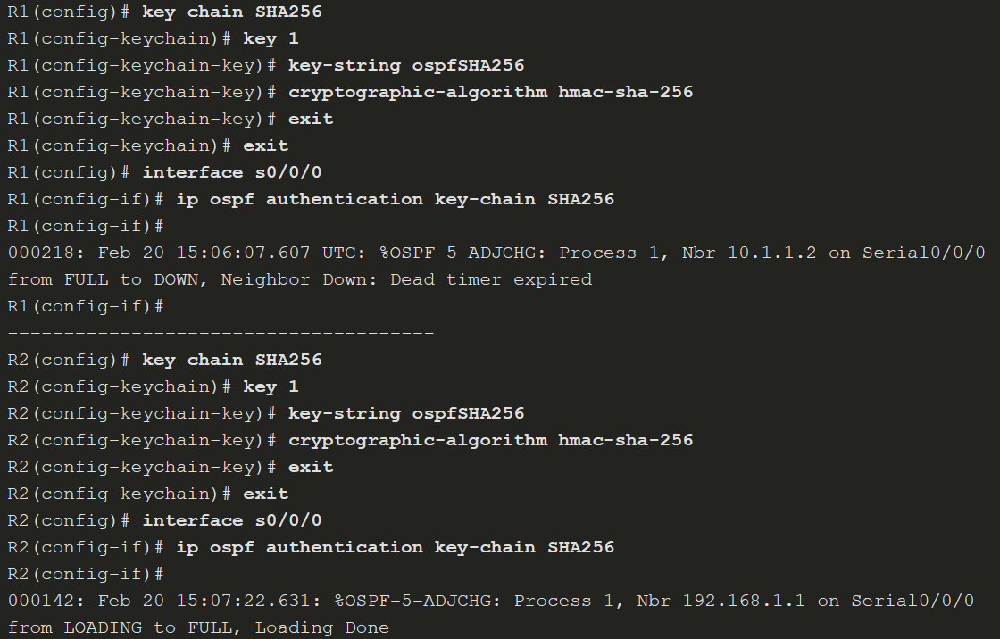 R1(config)# key chain SHA256
R1(config-keychain)# key 1
R1(config-keychain-key)# key-string ospfSHA256
R1(config-keychain-key)# cryptographic-algorithm hmac-sha-256
R1(config-keychain-key)# exit
R1(config-keychain)# exit
R1(config)# interface s0/0/0
R1(config-if)# ip ospf authentication key-chain SHA256
R1(config-if)#
000218: Feb 20 15:06:07.607 UTC: %OSPF-5-ADJCHG: Process 1, Nbr 10.1.1.2 on Serial0/0/0
from FULL to DOWN, Neighbor Down: Dead timer expired
R1(config-if)#
--------------------------------------
R2(config)# key chain SHA256
R2(config-keychain)# key 1
R2(config-keychain-key)# key-string ospfSHA256
R2(config-keychain-key)# cryptographic-algorithm hmac-sha-256
R2(config-keychain-key)# exit
R2(config-keychain)# exit
R2(config)# interface s0/0/0
R2(config-if)# ip ospf authentication key-chain SHA256
R2(config-if)#
000142: Feb 20 15:07:22.631: %OSPF-5-ADJCHG: Process 1, Nbr 192.168.1.1 on Serial0/0/0
from LOADING to FULL, Loading Done